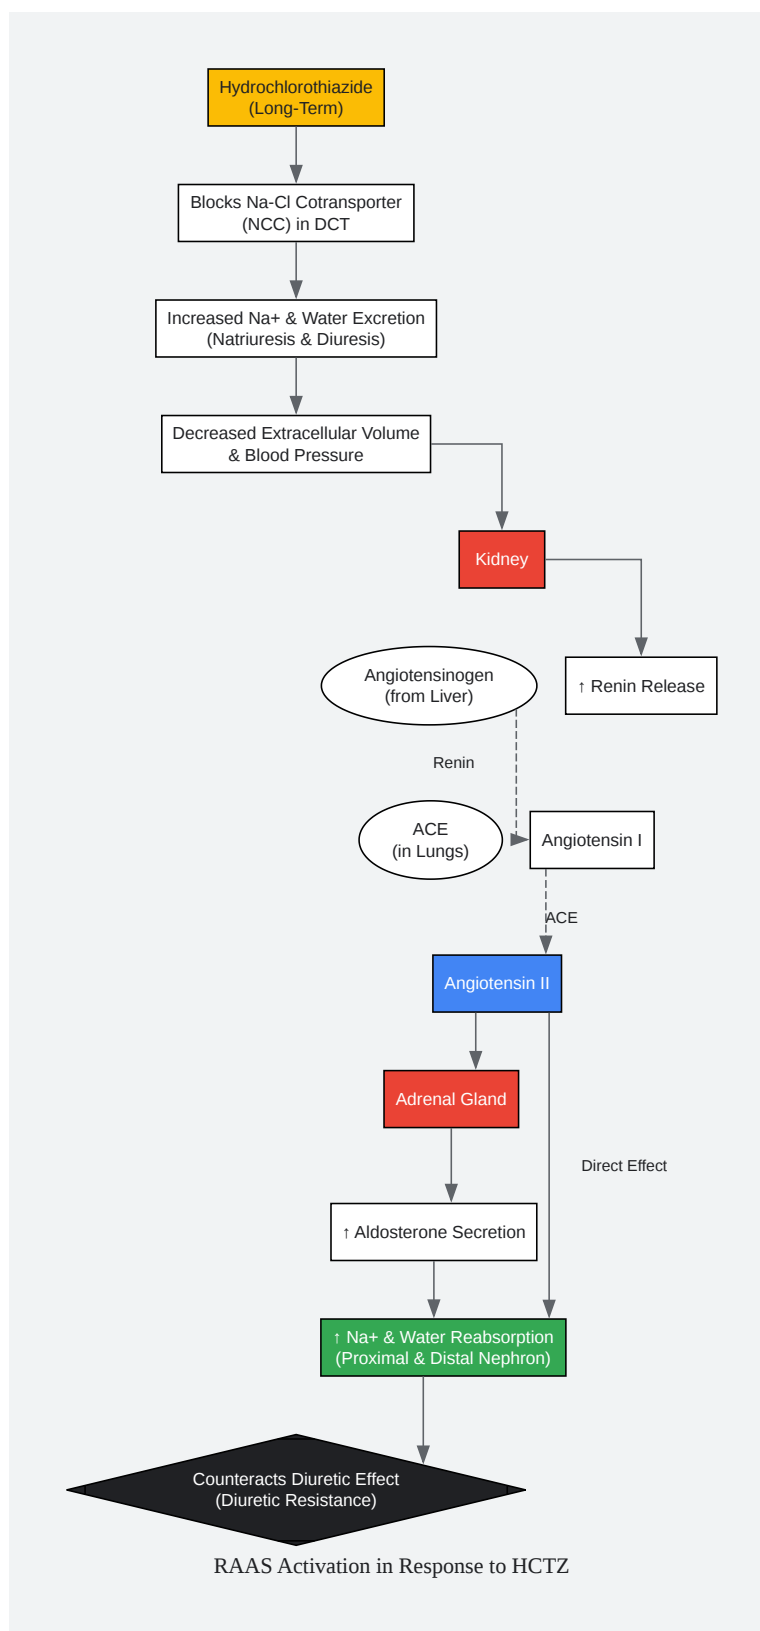 Hydrochlorothiazide
(Long-Term)
Blocks Na-Cl Cotransporter
(NCC) in DCT
Increased Na+ & Water Excretion
(Natriuresis & Diuresis)
Decreased Extracellular Volume
& Blood Pressure
Kidney
Angiotensinogen
(from Liver)
↑ Renin Release
Renin
ACE
(in Lungs)
Angiotensin I
ACE
Angiotensin II
Adrenal Gland
Direct Effect
↑ Aldosterone Secretion
↑ Na+ & Water Reabsorption
(Proximal & Distal Nephron)
Counteracts Diuretic Effect
(Diuretic Resistance)
RAAS Activation in Response to HCTZ